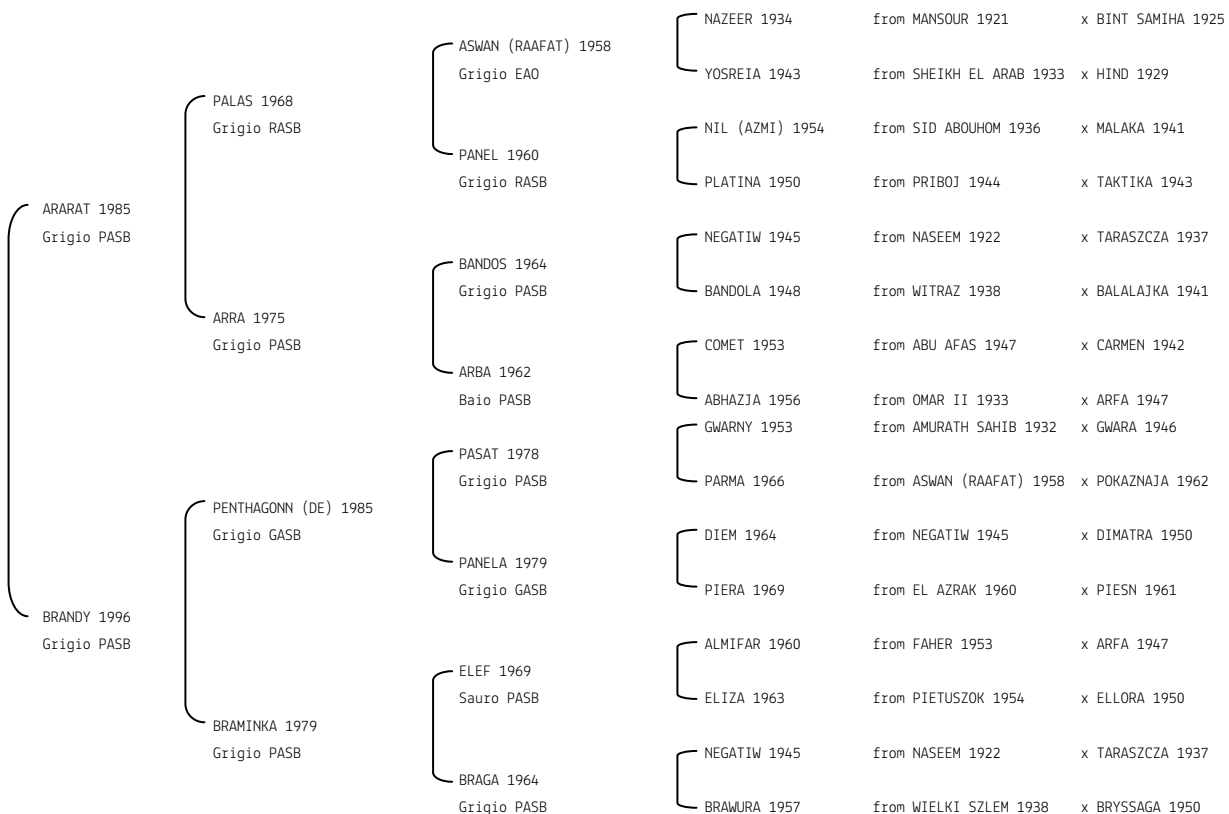 NAZEER 1934 from MANSOUR 1921 x BINT SAMIHA 1925
ASWAN (RAAFAT) 1958
Grigio EAO YOSREIA 1943 from SHEIKH EL ARAB 1933 x HIND 1929
PALAS 1968
Grigio RASB NIL (AZMI) 1954 from SID ABOUHOM 1936 x MALAKA 1941
PANEL 1960
Grigio RASB PLATINA 1950 from PRIBOJ 1944 x TAKTIKA 1943
ARARAT 1985
Grigio PASB NEGATIW 1945 from NASEEM 1922 x TARASZCZA 1937
BANDOS 1964
Grigio PASB BANDOLA 1948 from WITRAZ 1938 x BALALAJKA 1941
ARRA 1975
Grigio PASB COMET 1953 from ABU AFAS 1947 x CARMEN 1942
ARBA 1962
Baio PASB ABHAZJA 1956 from OMAR II 1933 x ARFA 1947
GWARNY 1953 from AMURATH SAHIB 1932 x GWARA 1946
PASAT 1978
Grigio PASB PARMA 1966 from ASWAN (RAAFAT) 1958 x POKAZNAJA 1962
PENTHAGONN (DE) 1985
Grigio GASB DIEM 1964 from NEGATIW 1945 x DIMATRA 1950
PANELA 1979
Grigio GASB PIERA 1969 from EL AZRAK 1960 x PIESN 1961
BRANDY 1996
Grigio PASB ALMIFAR 1960 from FAHER 1953 x ARFA 1947
ELEF 1969
Sauro PASB ELIZA 1963 from PIETUSZOK 1954 x ELLORA 1950
BRAMINKA 1979
Grigio PASB NEGATIW 1945 from NASEEM 1922 x TARASZCZA 1937
BRAGA 1964
Grigio PASB BRAWURA 1957 from WIELKI SZLEM 1938 x BRYSSAGA 1950